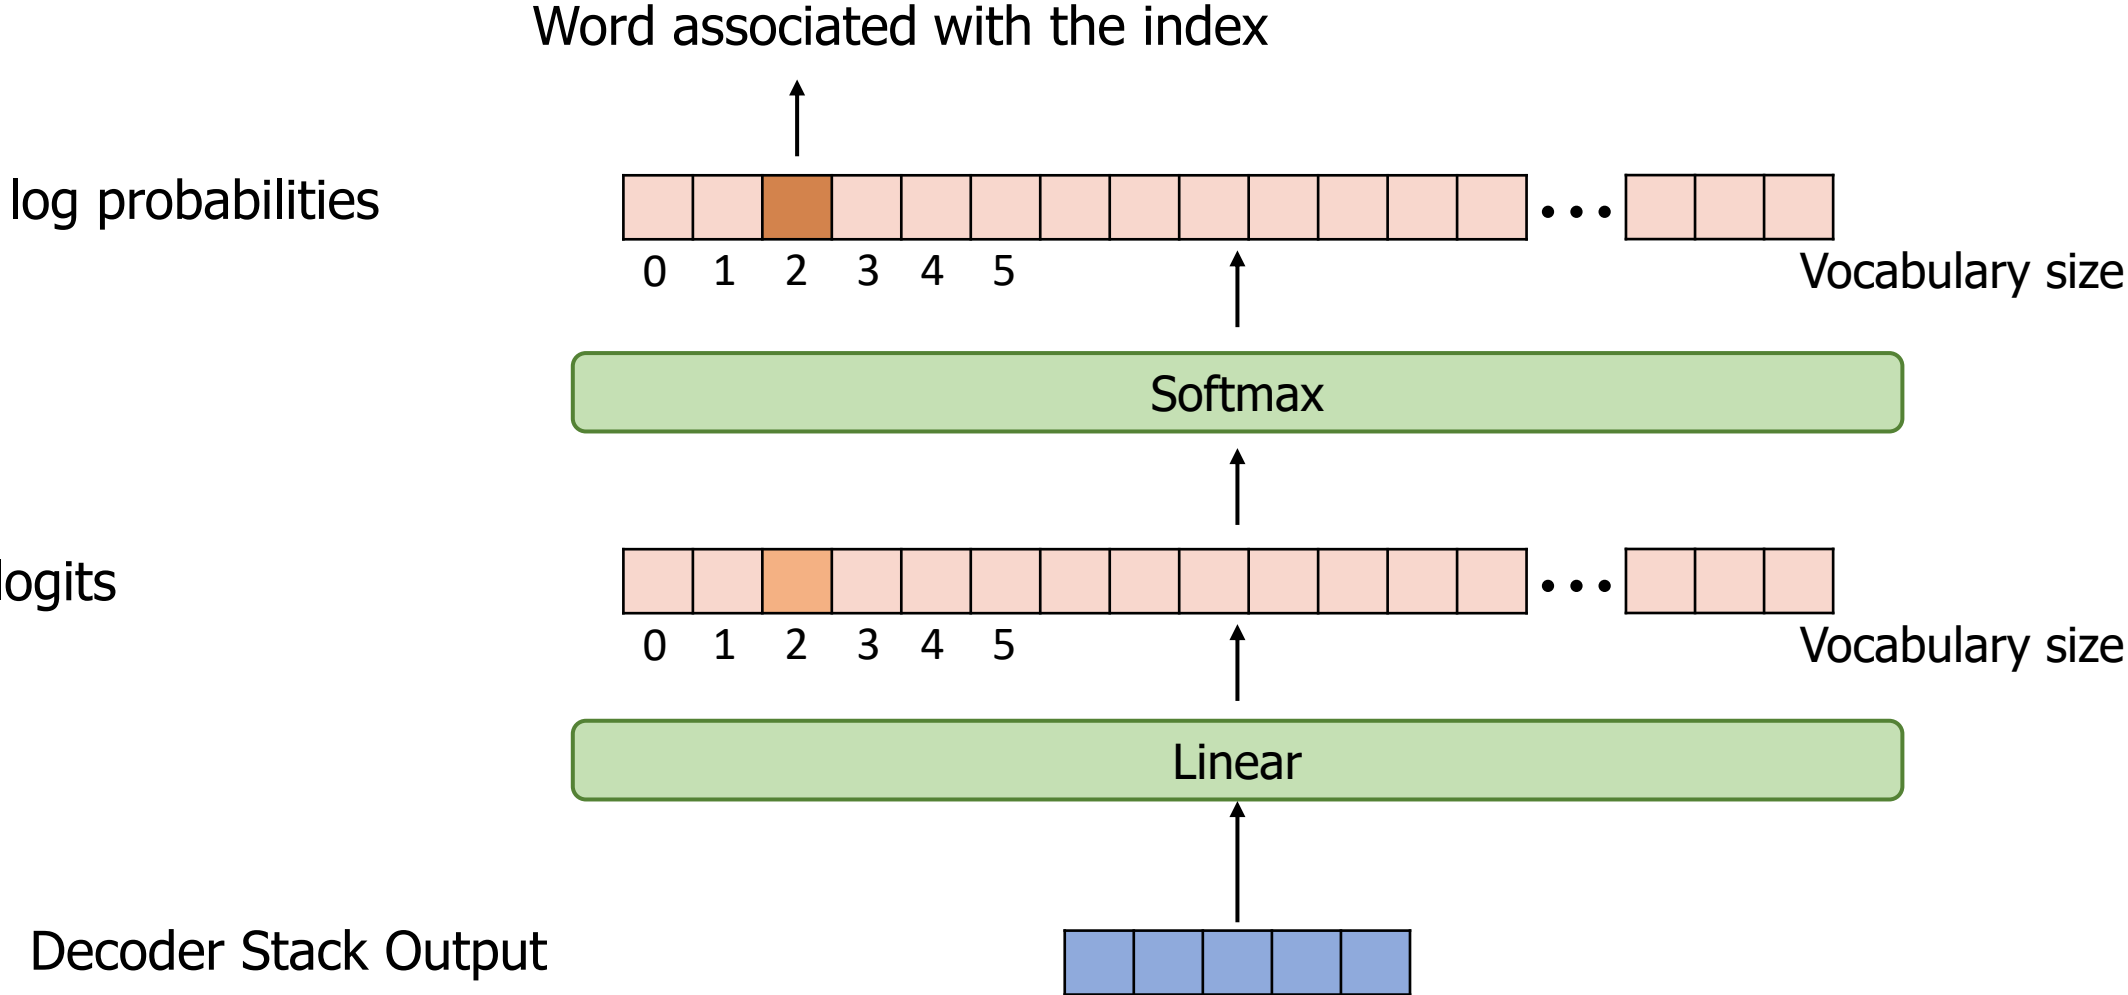 Word associated with the index
log probabilities
0 1 2 3 4 5
Vocabulary size
Softmax
logits
0 1 2 3 4 5
Vocabulary size
Linear
Decoder Stack Output